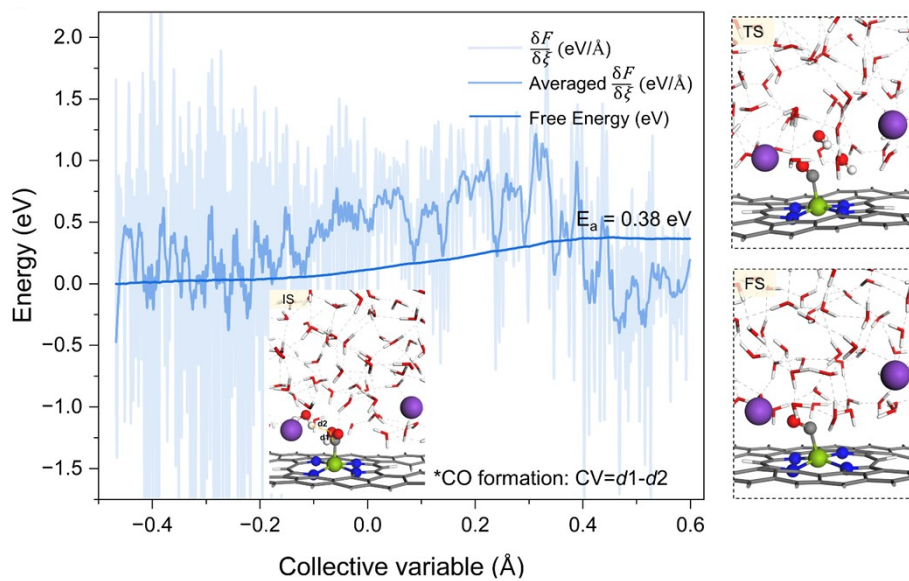 Energy (eV)
2.0
1.5
1.0
0.5
0.0
−0.5
−1.0
−1.5
δF/δξ (eV/Å)
Averaged δF/δξ (eV/Å)
Free Energy (eV)
Eₐ = 0.38 eV
IS
d2
d1
*CO formation: CV=d1-d2
−0.4
−0.2
0.0
0.2
0.4
0.6
Collective variable (Å)
TS
FS